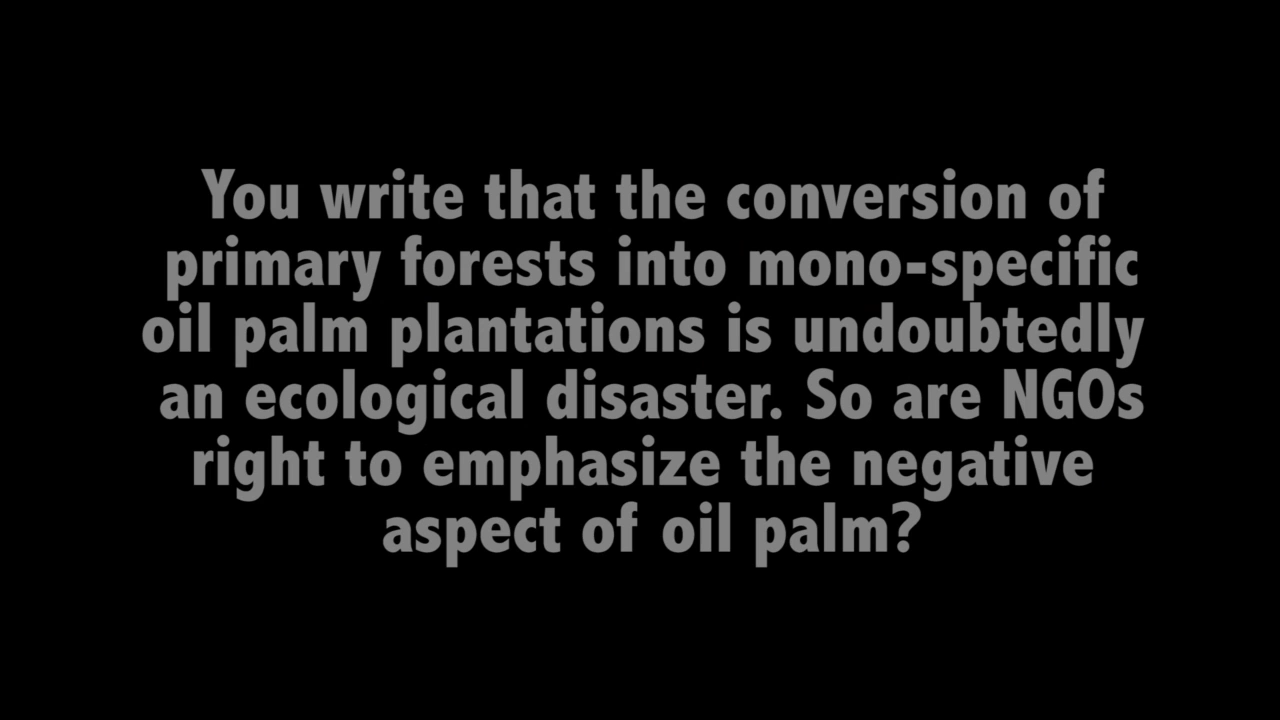 You write that the conversion of
primary forests into mono-specific
oil palm plantations is undoubtedly
an ecological disaster. So are NGOs
right to emphasize the negative
aspect of oil palm?